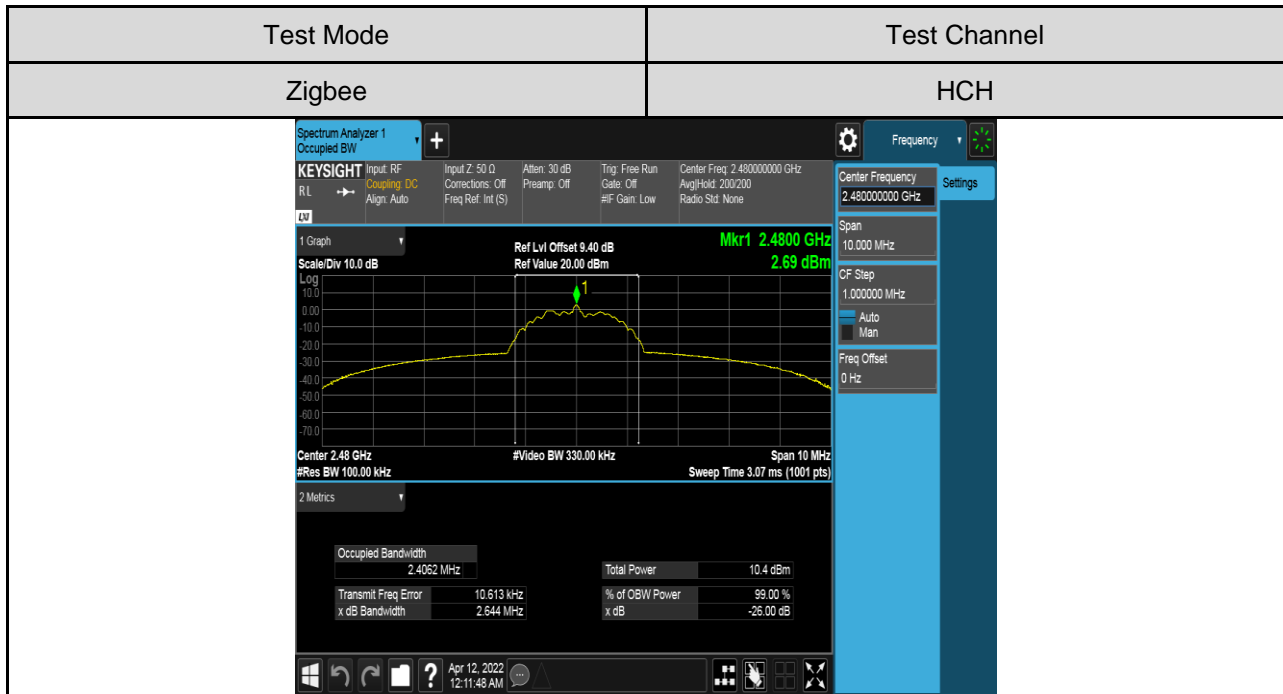 Test Mode Test Channel
Zigbee HCH
Spectrum Analyzer 1
Occupied BW
+
Frequency
KEYSIGHT Input: RF Input Z: 50 Ω Atten: 30 dB Trig: Free Run Center Freq: 2.480000000 GHz
RL Coupling: DC Corrections: Off Preamp: Off Gate: Off Avg|Hold: 200/200
Align: Auto Freq Ref: Int (S) #IF Gain: Low Radio Std: None
LXI
Center Frequency
2.480000000 GHz
Settings
Span
10.000 MHz
CF Step
1.000000 MHz
Auto
Man
Freq Offset
0 Hz
1 Graph Ref Lvl Offset 9.40 dB Mkr1 2.4800 GHz
Scale/Div 10.0 dB Ref Value 20.00 dBm 2.69 dBm
Log
10.0
1
0.00
-10.0
-20.0
-30.0
-40.0
-50.0
-60.0
-70.0
Center 2.48 GHz #Video BW 330.00 kHz Span 10 MHz
#Res BW 100.00 kHz Sweep Time 3.07 ms (1001 pts)
2 Metrics
Occupied Bandwidth
2.4062 MHz Total Power 10.4 dBm
Transmit Freq Error 10.613 kHz % of OBW Power 99.00 %
x dB Bandwidth 2.644 MHz x dB -26.00 dB
? Apr 12, 2022
12:11:48 AM